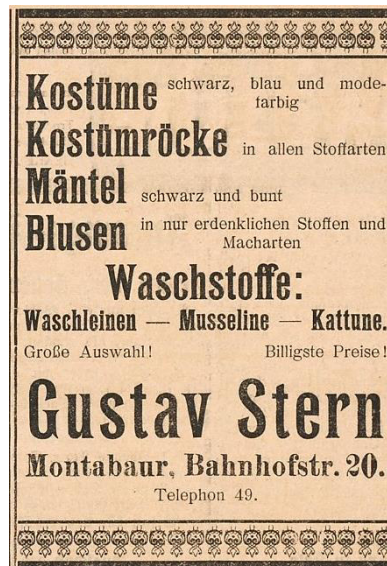 Kostüme schwarz, blau und mode-
farbig
Kostümröcke in allen Stoffarten
Mäntel schwarz und bunt
Blusen in nur erdenklichen Stoffen und
Macharten
Waschstoffe:
Waschleinen — Musseline — Kattune.
Große Auswahl! Billigste Preise!
Gustav Stern
Montabaur, Bahnhofstr. 20.
Telephon 49.